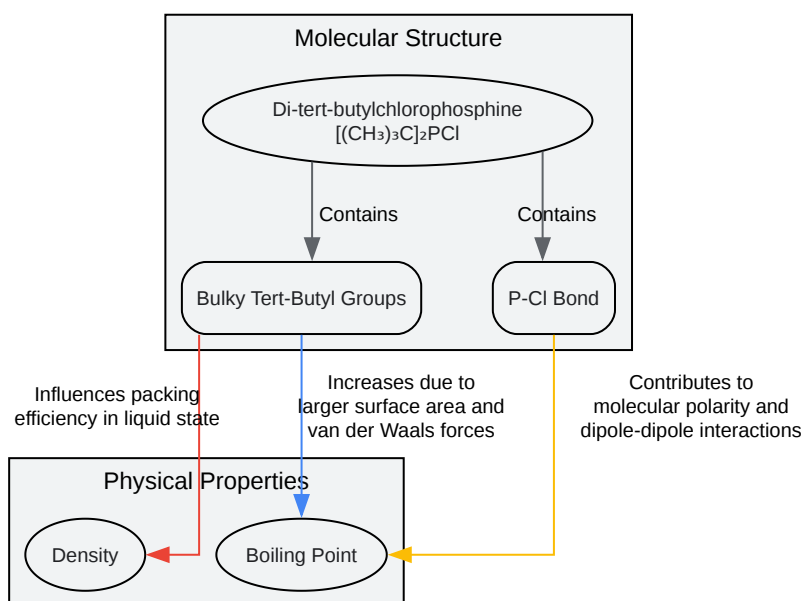 Molecular Structure
Di-tert-butylchlorophosphine
[(CH₃)₃C]₂PCl
Contains
Contains
Bulky Tert-Butyl Groups
P-Cl Bond
Influences packing
efficiency in liquid state
Increases due to
larger surface area and
van der Waals forces
Contributes to
molecular polarity and
dipole-dipole interactions
Physical Properties
Density
Boiling Point